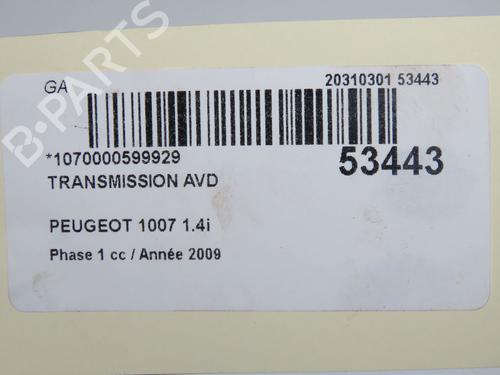 B-PARTS
GA
20310301 53443
*1070000599929
53443
TRANSMISSION AVD
PEUGEOT 1007 1.4i
Phase 1 cc / Année 2009